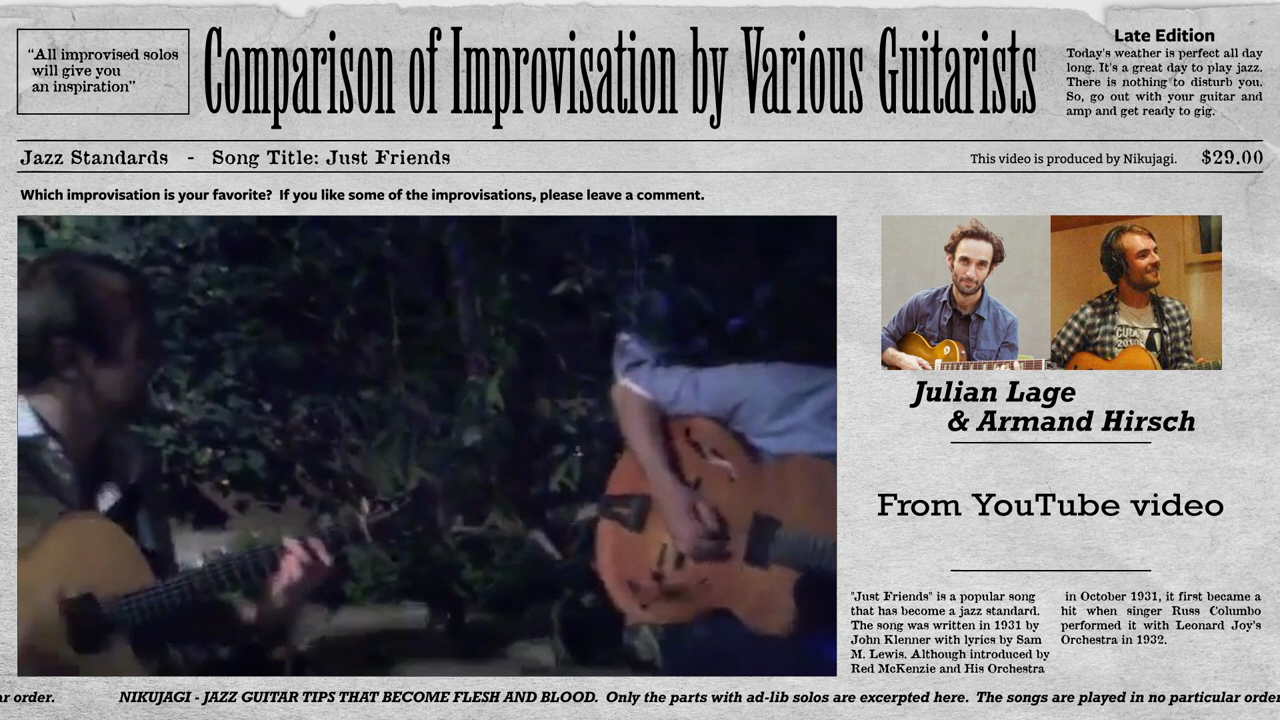 “All improvised solos
will give you
an inspiration”
Comparison of Improvisation by Various Guitarists
Late Edition
Today's weather is perfect all day
long. It's a great day to play jazz.
There is nothing to disturb you.
So, go out with your guitar and
amp and get ready to gig.
Jazz Standards - Song Title: Just Friends
This video is produced by Nikujagi. $29.00
Which improvisation is your favorite? If you like some of the improvisations, please leave a comment.
Julian Lage
& Armand Hirsch
From YouTube video
"Just Friends" is a popular song
that has become a jazz standard.
The song was written in 1931 by
John Klenner with lyrics by Sam
M. Lewis. Although introduced by
Red McKenzie and His Orchestra
in October 1931, it first became a
hit when singer Russ Columbo
performed it with Leonard Joy's
Orchestra in 1932.
ar order. NIKUJAGI - JAZZ GUITAR TIPS THAT BECOME FLESH AND BLOOD. Only the parts with ad-lib solos are excerpted here. The songs are played in no particular order